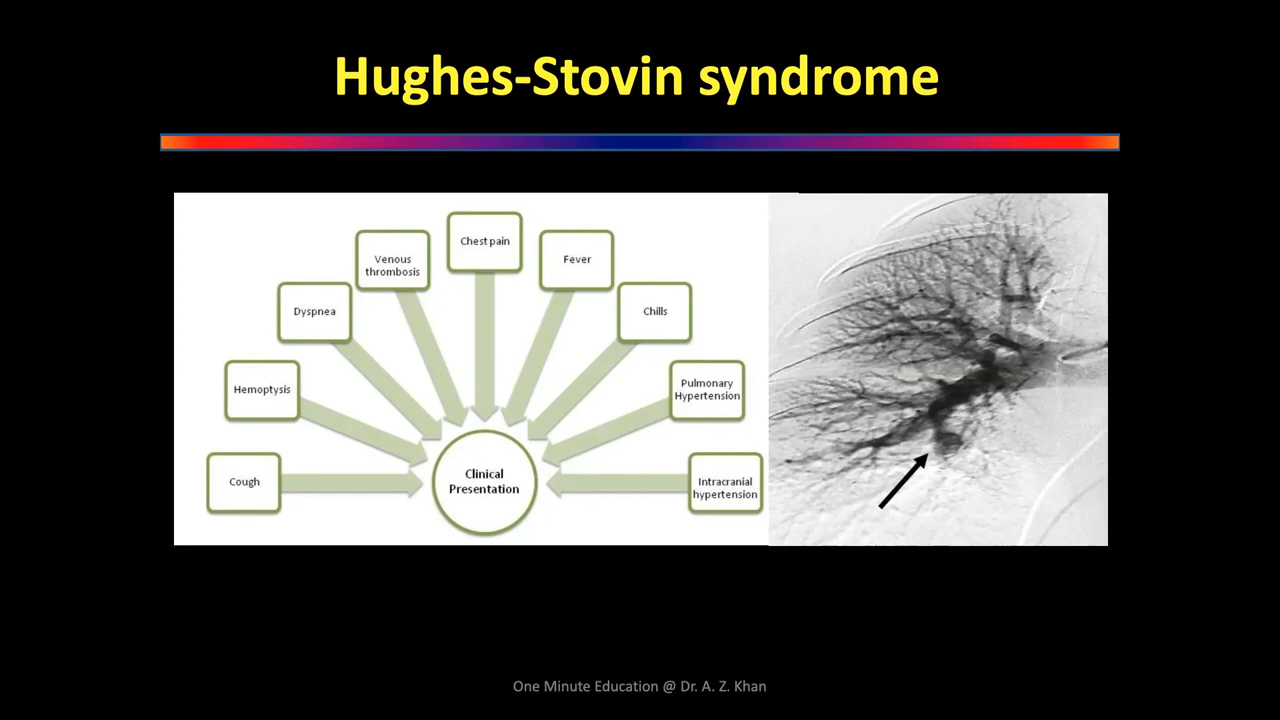 Hughes-Stovin syndrome
Chest pain
Venous
thrombosis
Fever
Dyspnea
Chills
Hemoptysis
Pulmonary
Hypertension
Cough
Clinical
Presentation
Intracranial
hypertension
One Minute Education @ Dr. A. Z. Khan